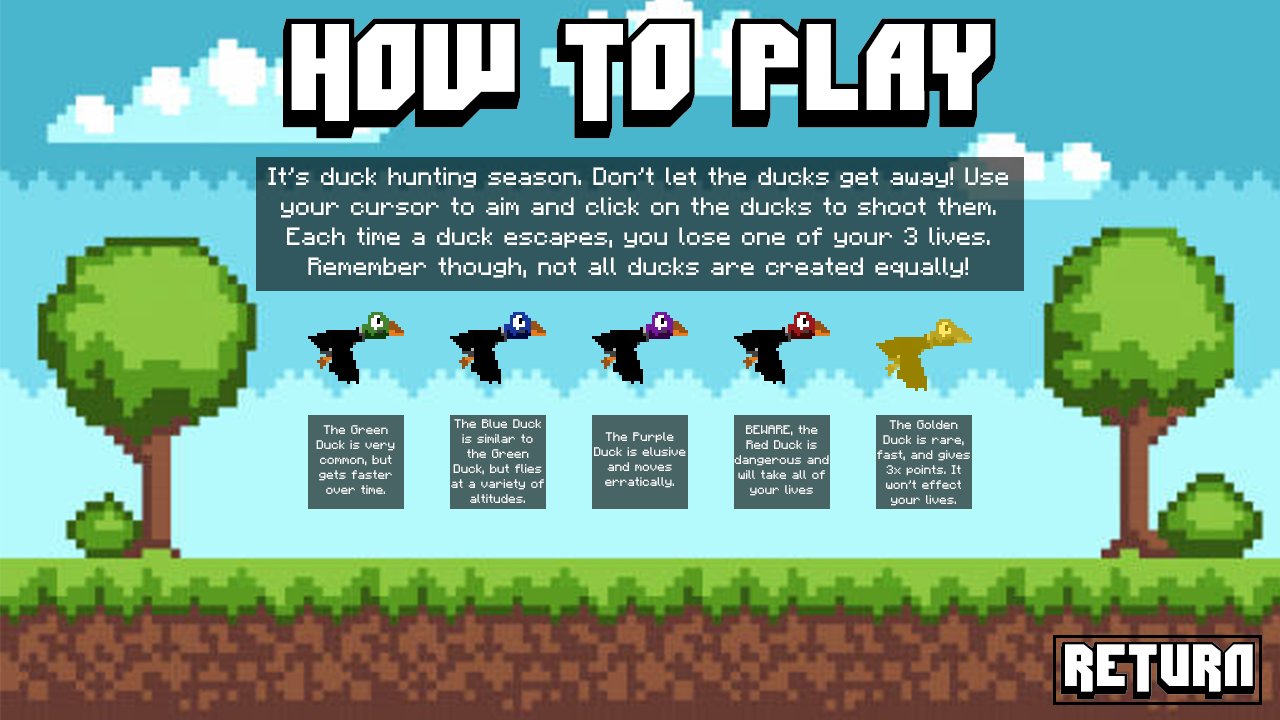 HOW TO PLAY
It's duck hunting season. Don't let the ducks get away! Use
your cursor to aim and click on the ducks to shoot them.
Each time a duck escapes, you lose one of your 3 lives.
Remember though, not all ducks are created equally!
The Green
Duck is very
common, but
gets faster
over time.
The Blue Duck
is similar to
the Green
Duck, but flies
at a variety of
altitudes.
The Purple
Duck is elusive
and moves
erratically.
BEWARE, the
Red Duck is
dangerous and
will take all of
your lives
The Golden
Duck is rare,
fast, and gives
3x points. It
won't effect
your lives.
RETURN